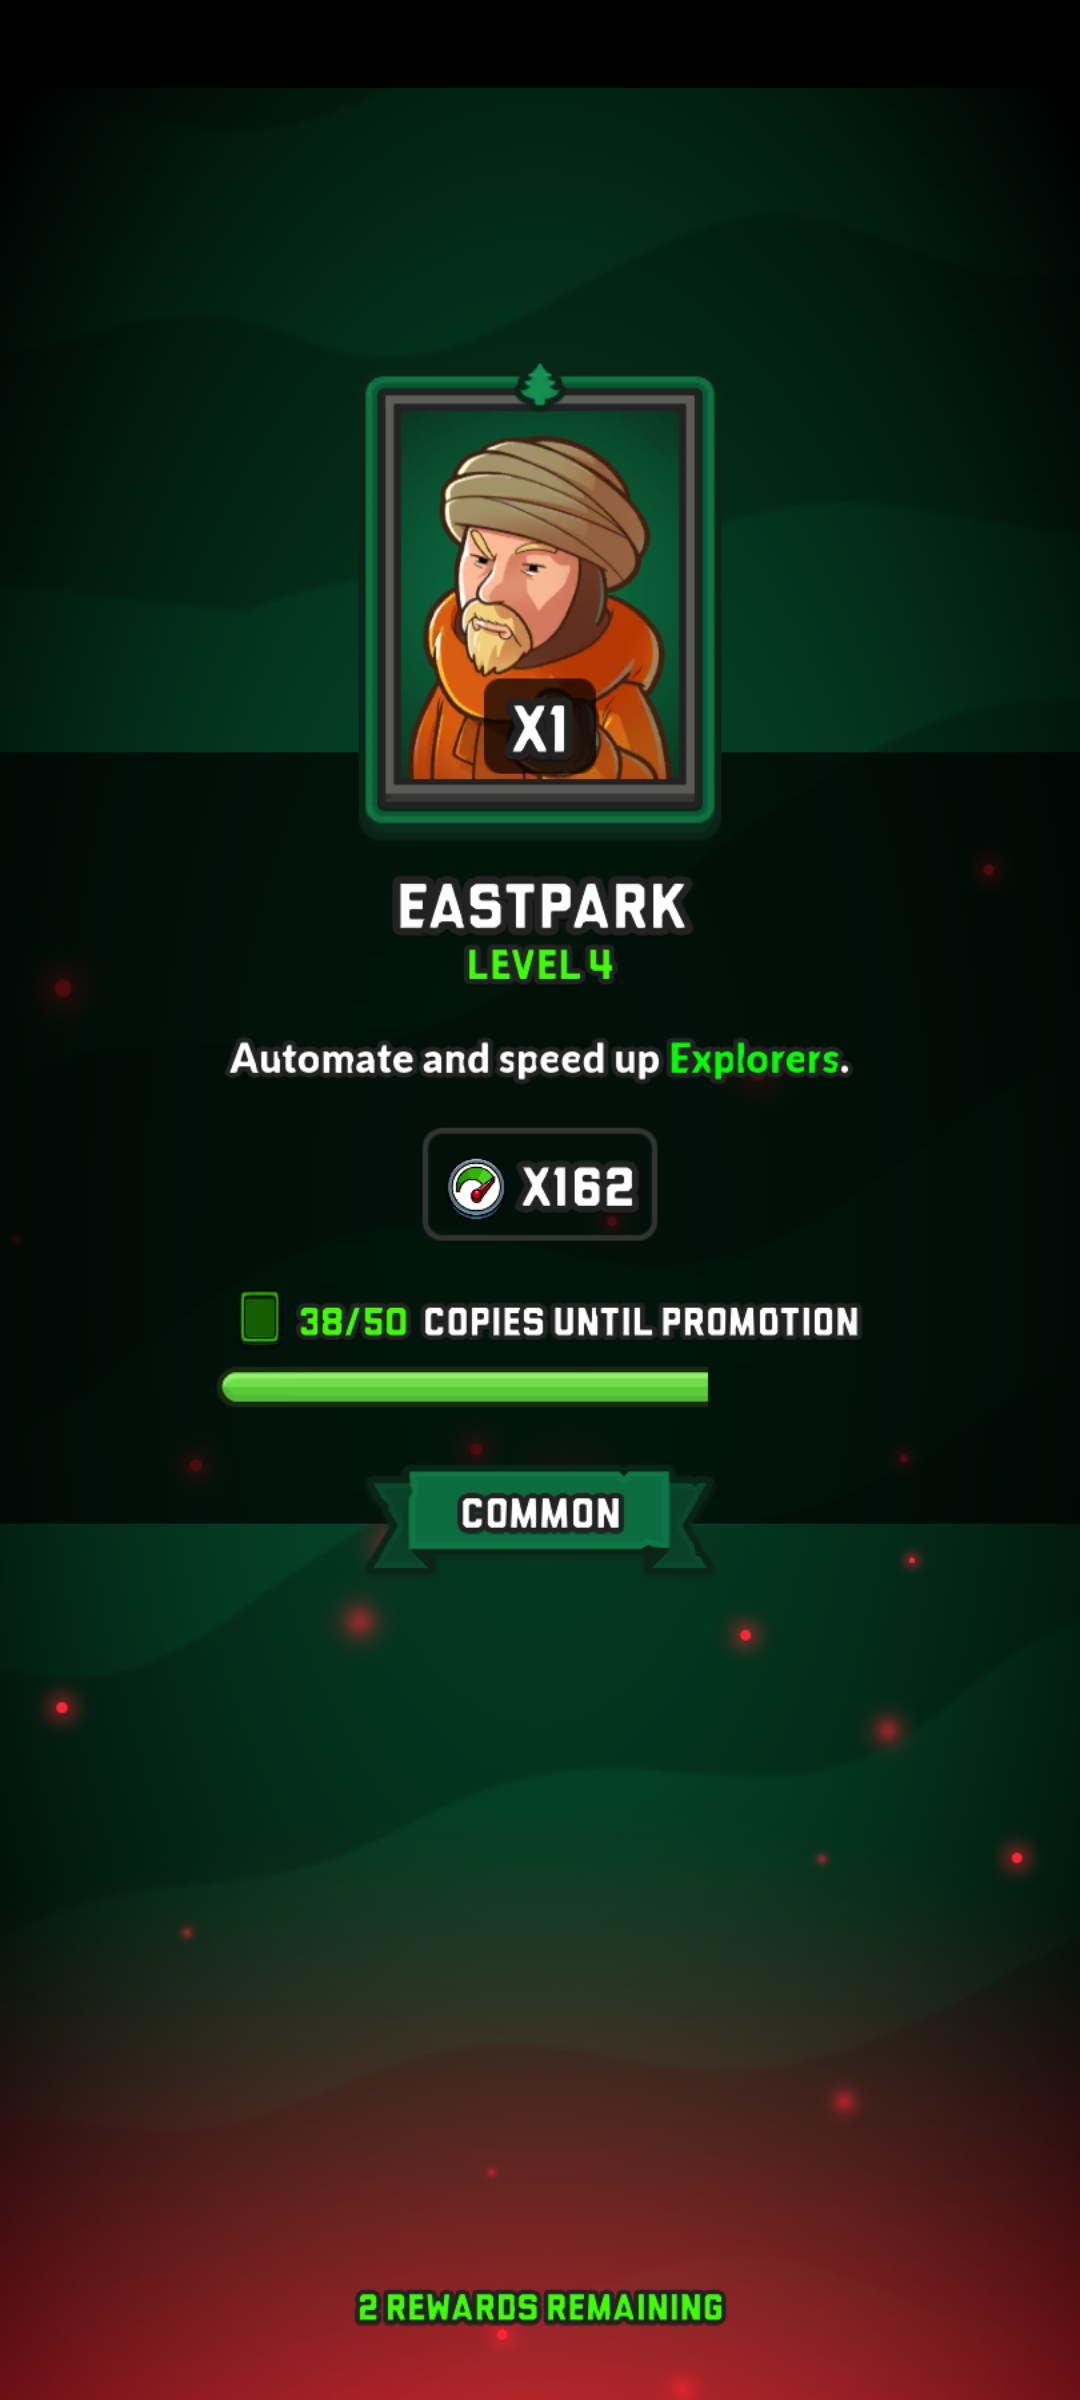 X1
EASTPARK
LEVEL 4
Automate and speed up Explorers.
X162
38/50 COPIES UNTIL PROMOTION
COMMON
2 REWARDS REMAINING